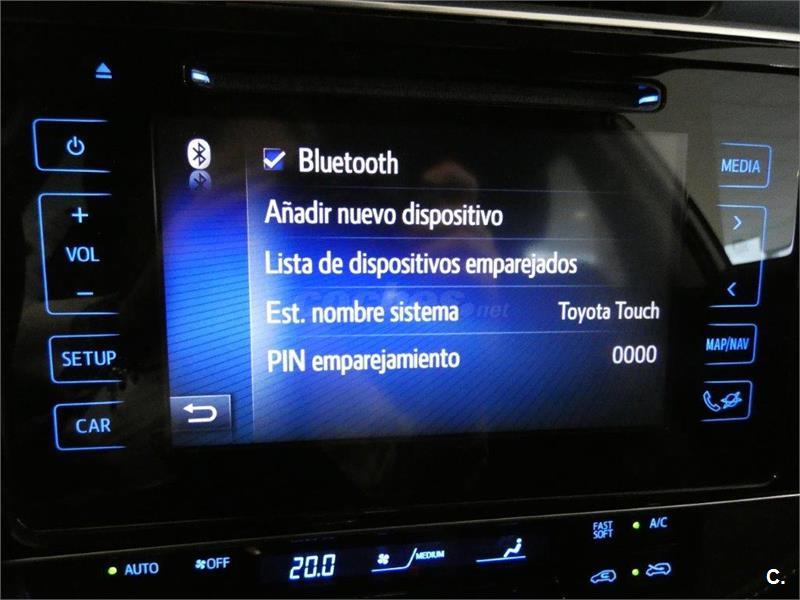 Bluetooth
Añadir nuevo dispositivo
Lista de dispositivos emparejados
Est. nombre sistema Toyota Touch
PIN emparejamiento 0000
+
VOL
−
SETUP
CAR
MEDIA
>
<
MAP/NAV
AUTO
OFF
20.0
MEDIUM
FAST
SOFT
A/C
.net
C.